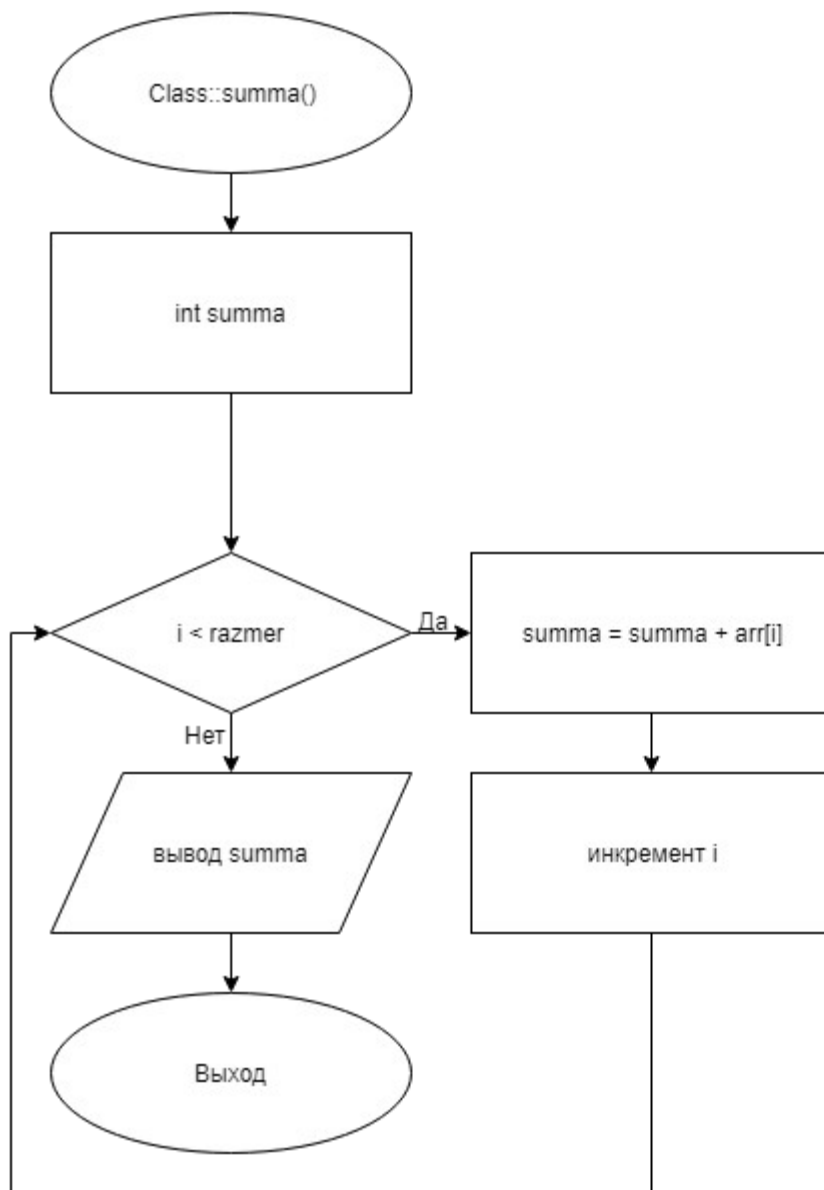 Class::summa()
int summa
i < razmer
Да
summa = summa + arr[i]
Нет
вывод summa
инкремент i
Выход